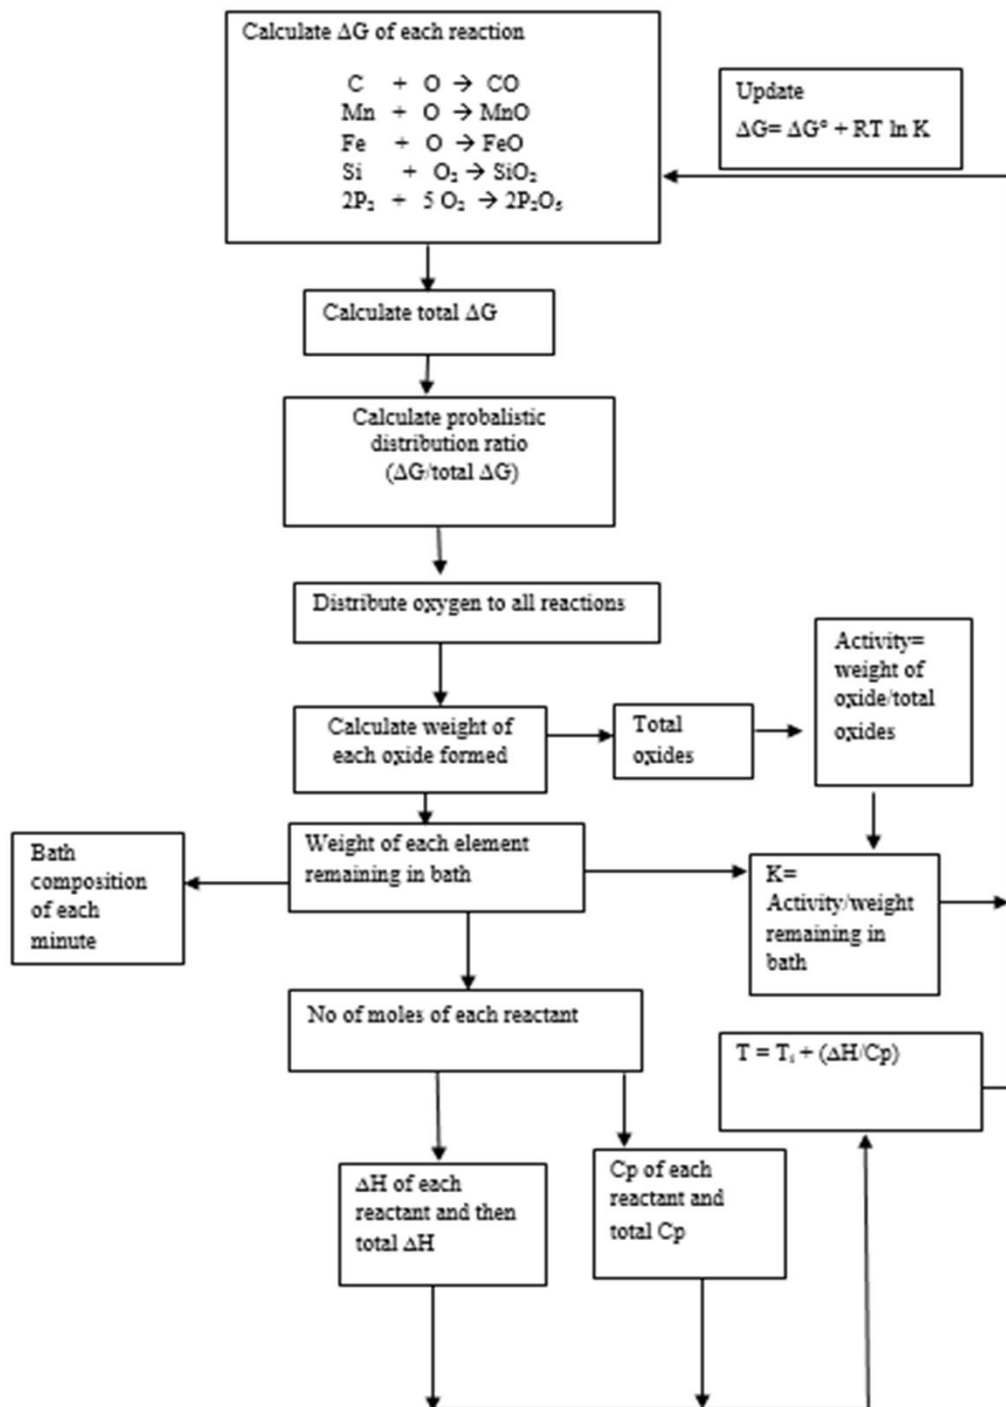 Calculate ΔG of each reaction
C + O → CO
Mn + O → MnO
Fe + O → FeO
Si + O₂ → SiO₂
2P₂ + 5 O₂ → 2P₂O₅
Update
ΔG= ΔG° + RT ln K
Calculate total ΔG
Calculate probalistic
distribution ratio
(ΔG/total ΔG)
Distribute oxygen to all reactions
Activity=
weight of
oxide/total
oxides
Calculate weight of
each oxide formed
Total
oxides
Weight of each element
remaining in bath
Bath
composition
of each
minute
K=
Activity/weight
remaining in
bath
No of moles of each reactant
T = Tᵢ + (ΔH/Cp)
ΔH of each
reactant and then
total ΔH
Cp of each
reactant and
total Cp